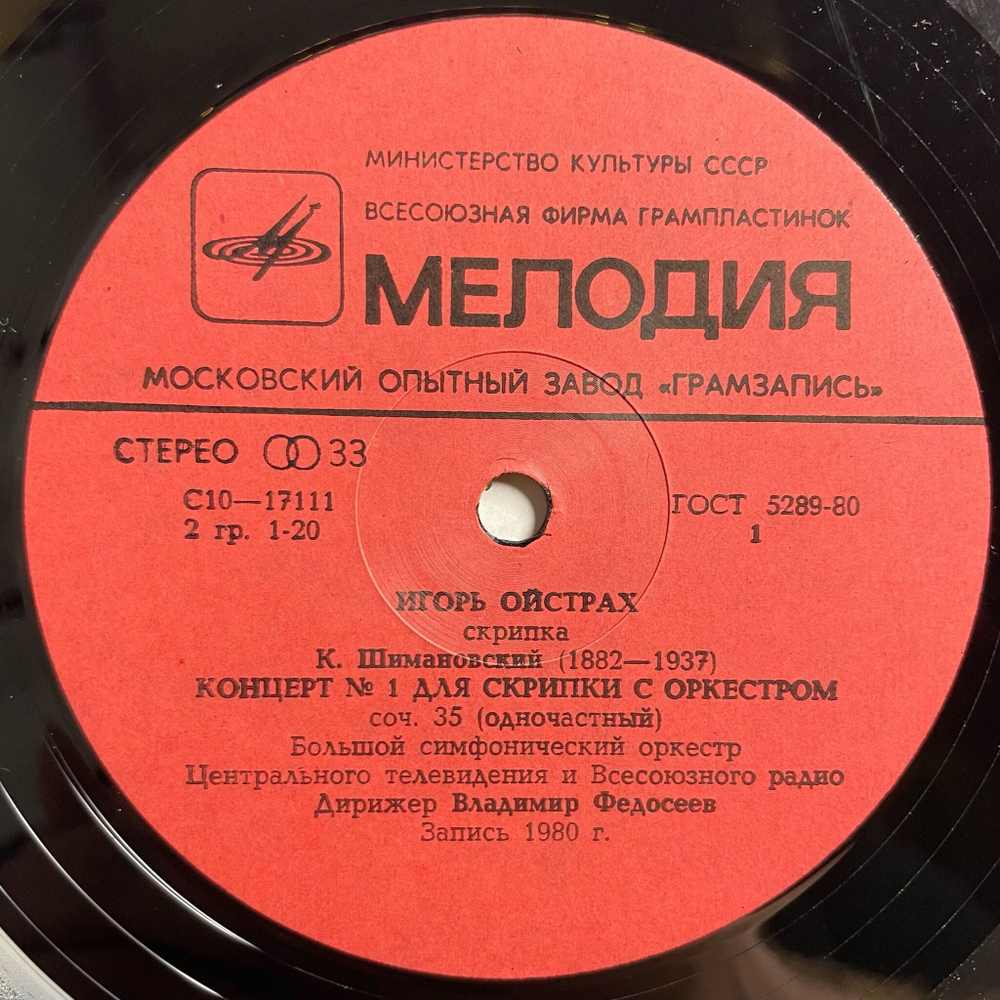 МИНИСТЕРСТВО КУЛЬТУРЫ СССР
ВСЕСОЮЗНАЯ ФИРМА ГРАМПЛАСТИНОК
МЕЛОДИЯ
МОСКОВСКИЙ ОПЫТНЫЙ ЗАВОД «ГРАМЗАПИСЬ»
СТЕРЕО 33
С10—17111
2 гр. 1-20
ГОСТ 5289-80
1
ИГОРЬ ОЙСТРАХ
скрипка
К. Шимановский (1882—1937)
КОНЦЕРТ № 1 ДЛЯ СКРИПКИ С ОРКЕСТРОМ
соч. 35 (одночастный)
Большой симфонический оркестр
Центрального телевидения и Всесоюзного радио
Дирижер Владимир Федосеев
Запись 1980 г.